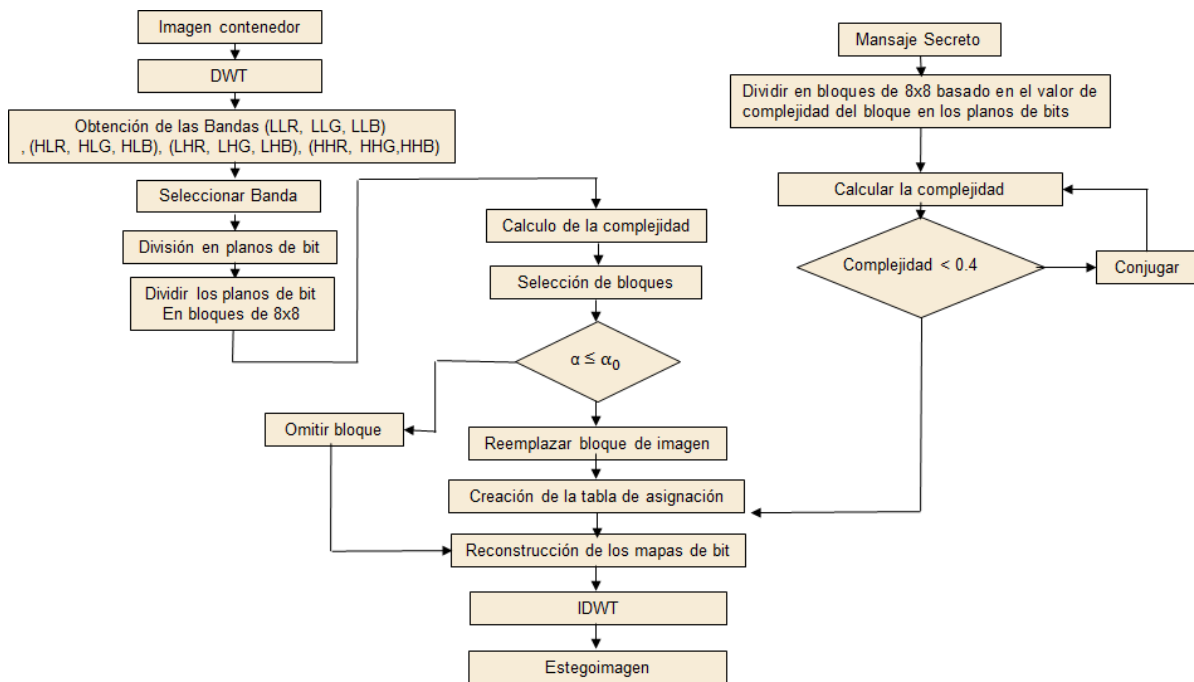 Imagen contenedor
DWT
Obtención de las Bandas (LLR, LLG, LLB)
, (HLR, HLG, HLB), (LHR, LHG, LHB), (HHR, HHG,HHB)
Seleccionar Banda
División en planos de bit
Dividir los planos de bit
En bloques de 8x8
Calculo de la complejidad
Selección de bloques
α ≤ α₀
Omitir bloque
Reemplazar bloque de imagen
Creación de la tabla de asignación
Reconstrucción de los mapas de bit
IDWT
Estegoimagen
Mansaje Secreto
Dividir en bloques de 8x8 basado en el valor de
complejidad del bloque en los planos de bits
Calcular la complejidad
Complejidad < 0.4
Conjugar